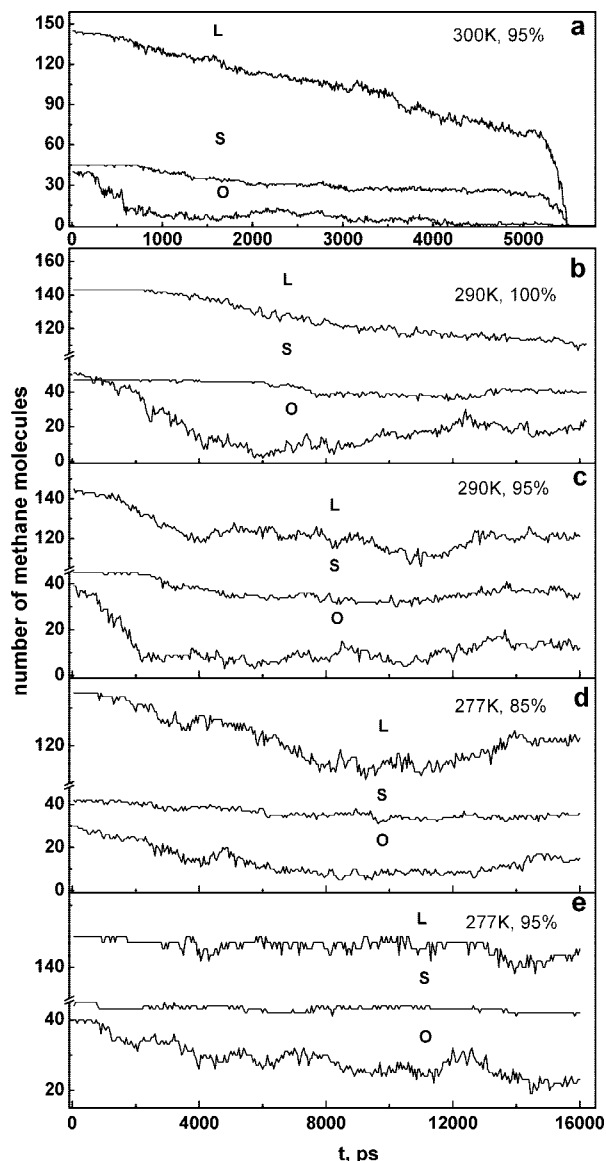 number of methane molecules
a
300K, 95%
L
S
O
150
120
90
60
30
0
0 1000 2000 3000 4000 5000
b
290K, 100%
L
S
O
160
140
120
40
20
0
c
290K, 95%
L
S
O
140
120
40
20
0
d
277K, 85%
L
S
O
120
40
20
0
e
277K, 95%
L
S
O
140
40
20
0 4000 8000 12000 16000
t, ps